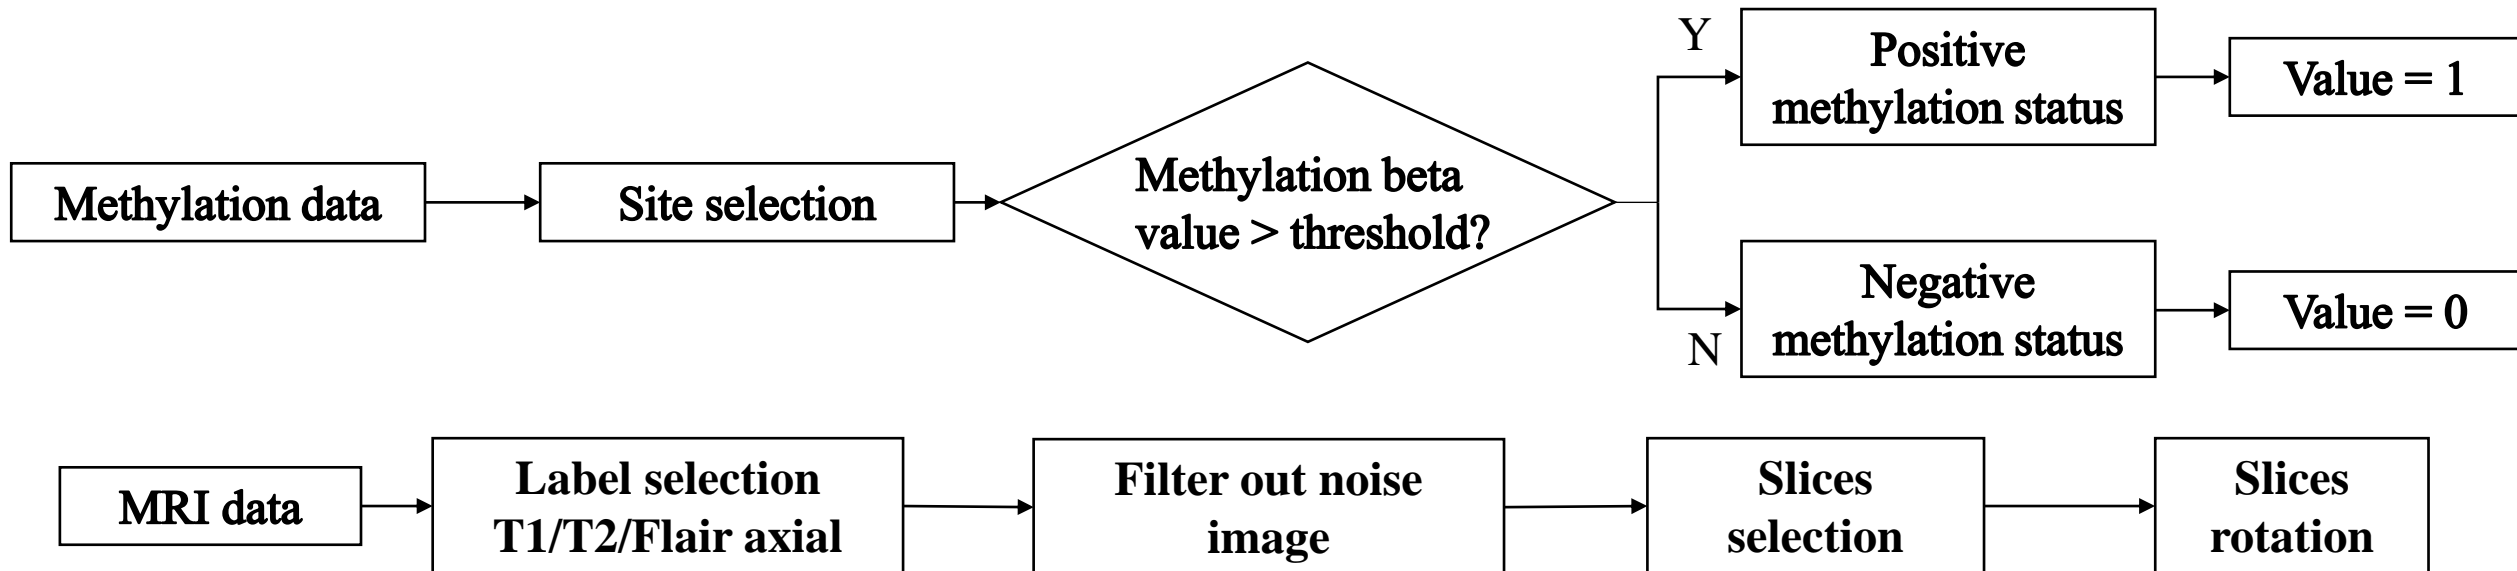 Methylation data
Site selection
Methylation beta
value > threshold?
Y
Positive
methylation status
Value = 1
N
Negative
methylation status
Value = 0
MRI data
Label selection
T1/T2/Flair axial
Filter out noise
image
Slices
selection
Slices
rotation